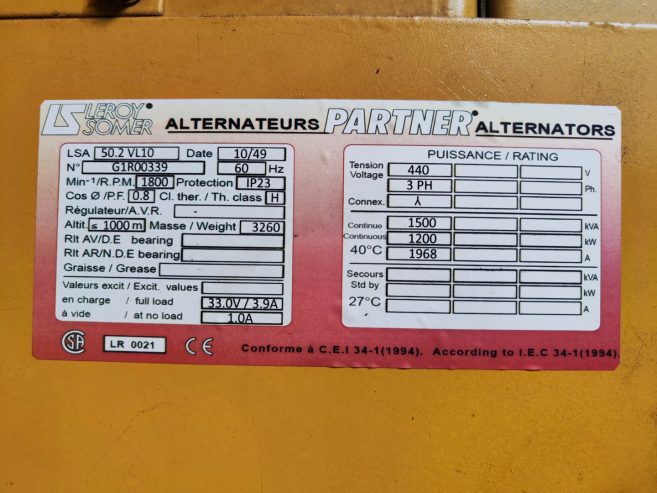 LS LEROY SOMER ALTERNATEURS PARTNER ALTERNATORS
LSA 50.2 VL10 Date 10/49
N° G1R00339 60 Hz
Min-1/R.P.M. 1800 Protection IP23
Cos Ø /P.F. 0.8 Cl. ther. / Th. class H
Régulateur/A.V.R. -
Altit. ≤ 1000 m Masse / Weight 3260
Rlt AV/D.E bearing
Rlt AR/N.D.E bearing
Graisse / Grease
Valeurs excit / Excit. values
en charge / full load 33.0V / 3.9A
à vide / at no load 1.0A
PUISSANCE / RATING
Tension
Voltage 440 V
3 PH Ph.
Connex. ⅄
Continue 1500 kVA
Continuous 1200 kW
40°C 1968 A
Secours kVA
Std by kW
27°C A
CSA LR 0021 CE Conforme à C.E.I 34-1(1994). According to I.E.C 34-1(1994).